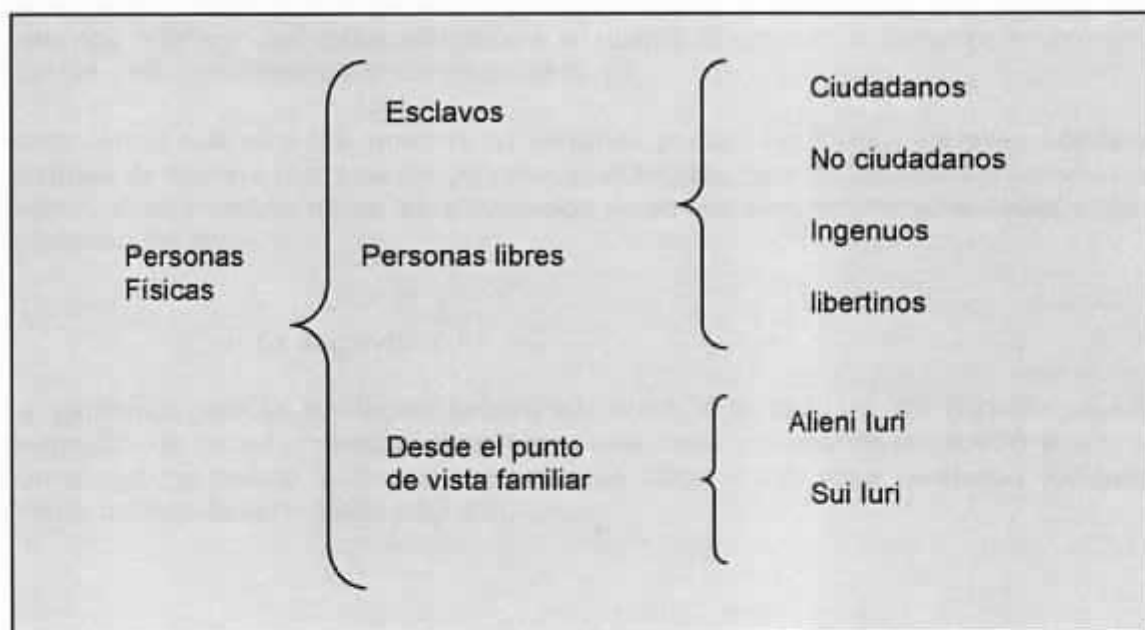 Personas
Físicas
Esclavos
Personas libres
Desde el punto
de vista familiar
Ciudadanos
No ciudadanos
Ingenuos
libertinos
Alieni Iuri
Sui Iuri